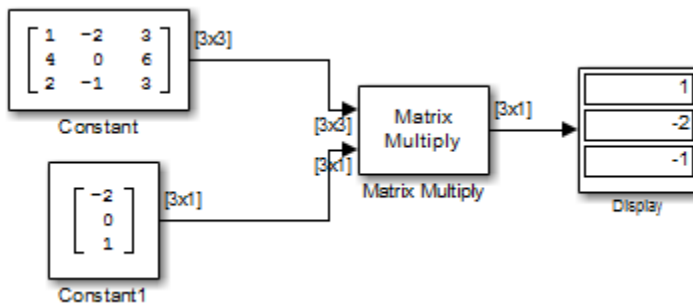 1 -2 3
4 0 6
2 -1 3
[3x3]
Constant
[3x3]
-2
0
1
[3x1]
Constant1
[3x1]
Matrix
Multiply
Matrix Multiply
[3x1]
1
-2
-1
Display